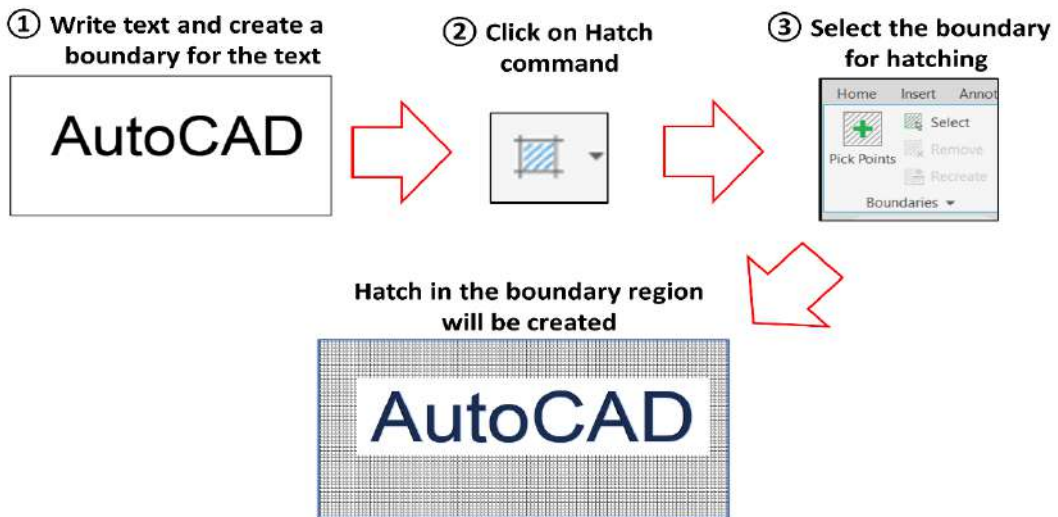 ① Write text and create a
boundary for the text
AutoCAD
② Click on Hatch
command
③ Select the boundary
for hatching
Home Insert Annot
Pick Points
Select
Remove
Recreate
Boundaries
Hatch in the boundary region
will be created
AutoCAD